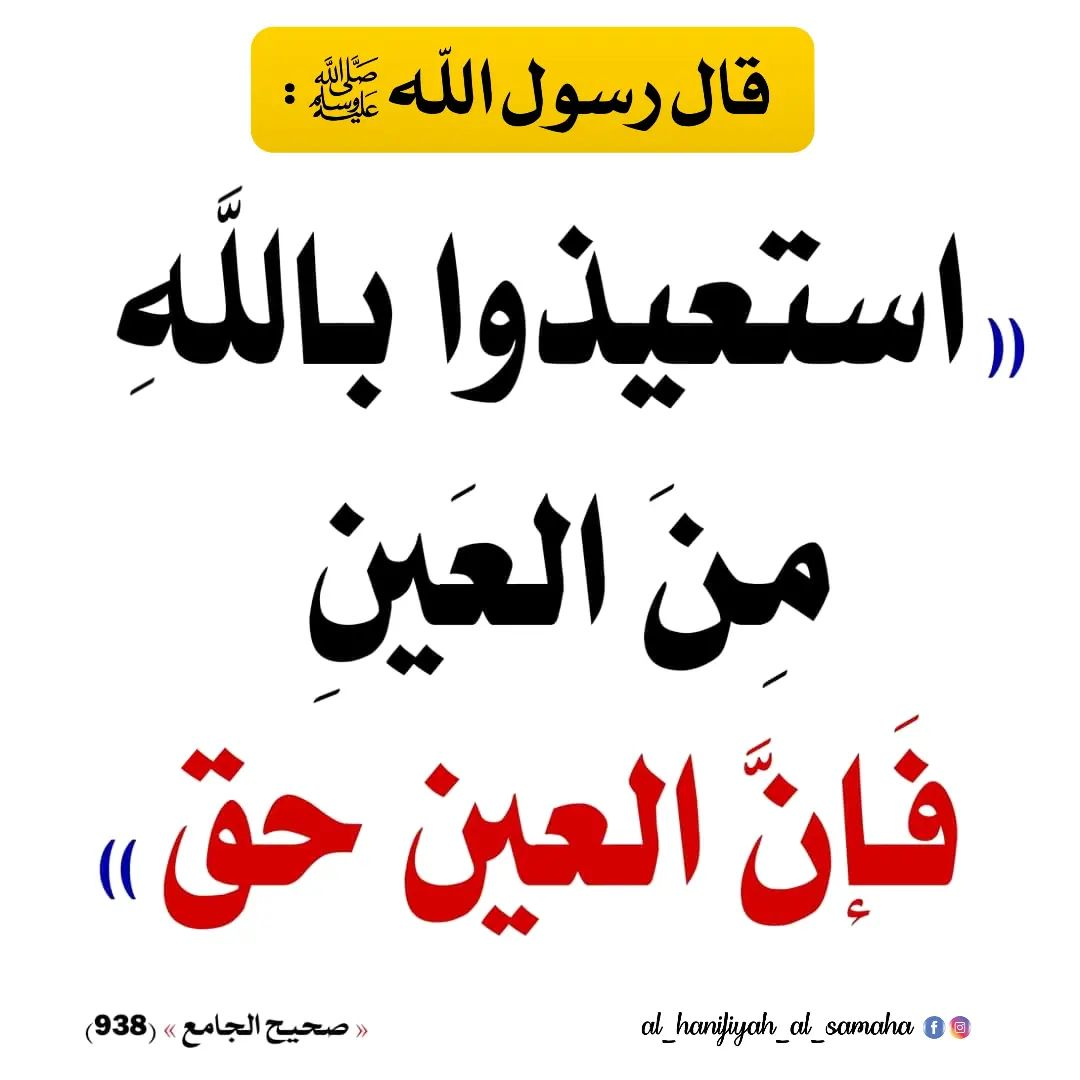 قال رسول الله ﷺ :
(( استعيذوا باللَّهِ
مِنَ العَينِ
فَإنَّ العين حق ))
« صحيح الجامع » (938)
al_hanifiyah_al_samaha